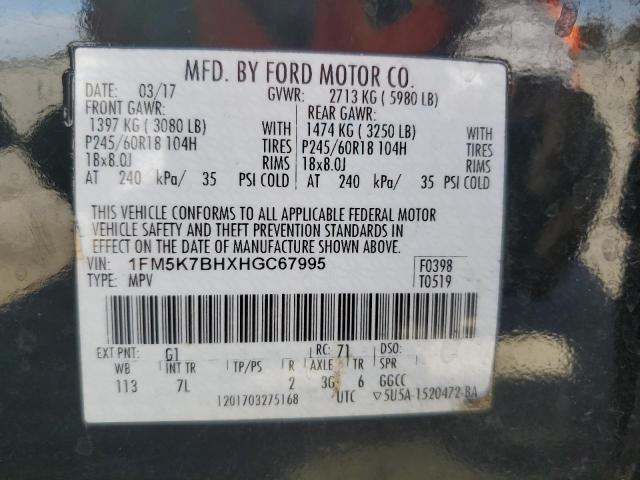 MFD. BY FORD MOTOR CO.
DATE: 03/17 GVWR: 2713 KG ( 5980 LB)
FRONT GAWR: REAR GAWR:
1397 KG ( 3080 LB) WITH 1474 KG ( 3250 LB) WITH
P245/60R18 104H TIRES P245/60R18 104H TIRES
18x8.0J RIMS 18x8.0J RIMS
AT 240 kPa/ 35 PSI COLD AT 240 kPa/ 35 PSI COLD
THIS VEHICLE CONFORMS TO ALL APPLICABLE FEDERAL MOTOR
VEHICLE SAFETY AND THEFT PREVENTION STANDARDS IN
EFFECT ON THE DATE OF MANUFACTURE SHOWN ABOVE.
VIN: 1FM5K7BHXHGC67995 F0398
TYPE: MPV T0519
EXT PNT: G1 RC: 71 DSO:
WB INT TR TP/PS R AXLE TR SPR
113 7L 2 3G 6 GGCC
1201703275168 UTC ▽5U5A-1520472-BA